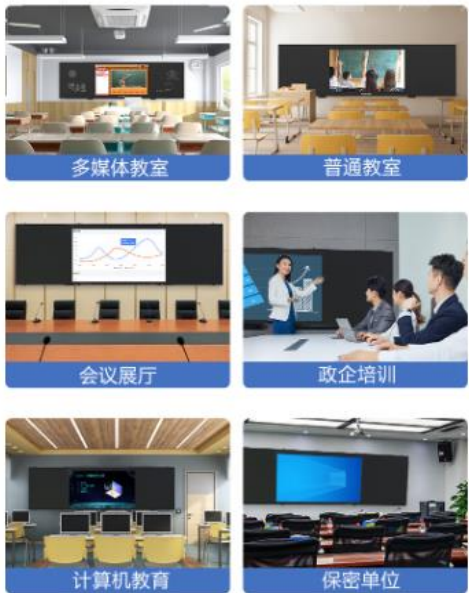 多媒体教室
普通教室
会议展厅
政企培训
计算机教育
保密单位